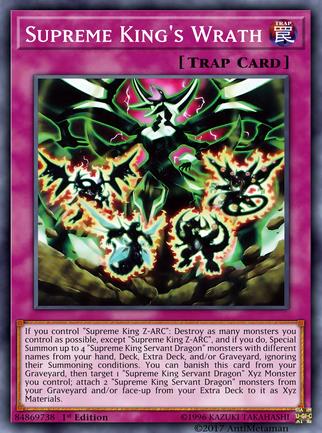 Supreme King's Wrath
TRAP
罠
[Trap Card]
If you control "Supreme King Z-ARC": Destroy as many monsters you
control as possible, except "Supreme King Z-ARC", and if you do, Special
Summon up to 4 "Supreme King Servant Dragon" monsters with different
names from your hand, Deck, Extra Deck, and/or Graveyard, ignoring
their Summoning conditions. You can banish this card from your
Graveyard, then target 1 "Supreme King Servant Dragon" Xyz Monster
you control; attach 2 "Supreme King Servant Dragon" monsters from your
Graveyard and/or face-up from your Extra Deck to it as Xyz
Materials.
84869738 1st Edition ©1996 KAZUKI TAKAHASHI
©2017 AntiMetaman